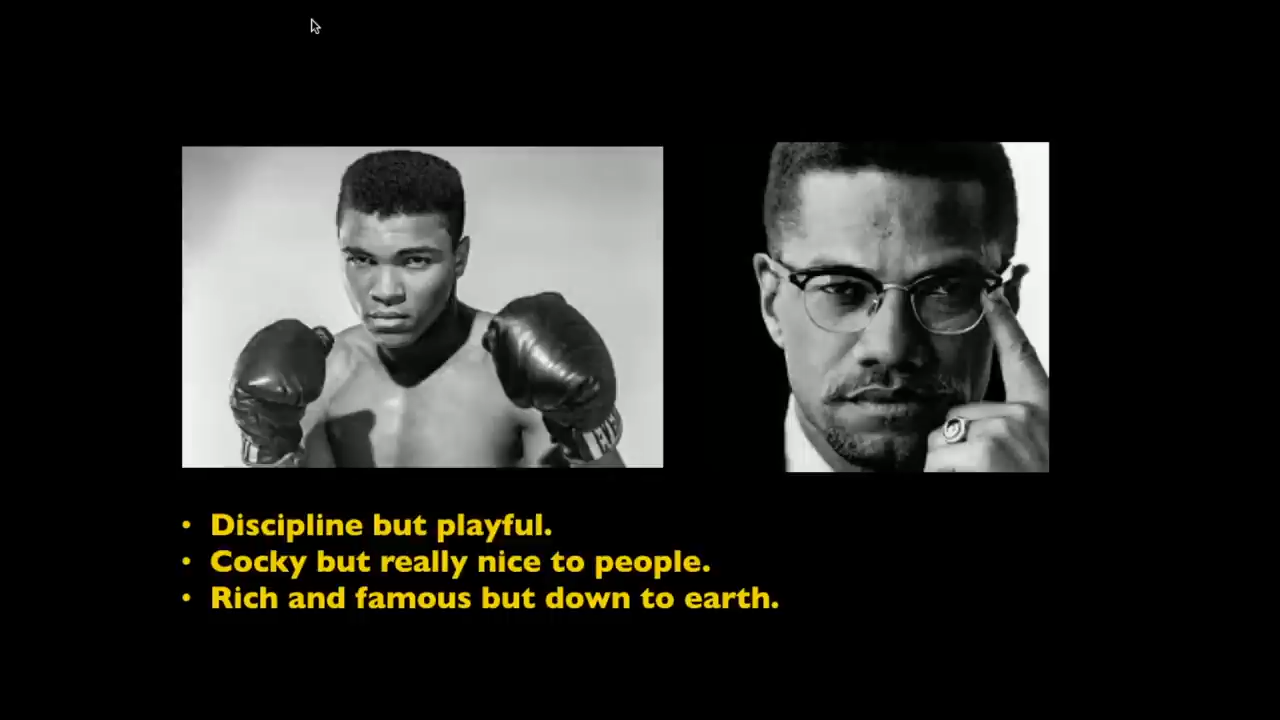 • Discipline but playful.
• Cocky but really nice to people.
• Rich and famous but down to earth.